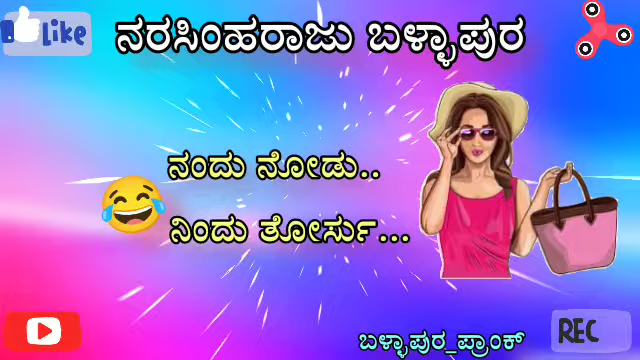 Like
ನರಸಿಂಹರಾಜು ಬಳ್ಳಾಪುರ
ನಂದು ನೋಡು..
ನಿಂದು ತೋರ್ಸು...
ಬಳ್ಳಾಪುರ_ಪ್ರಾಂಕ್
REC